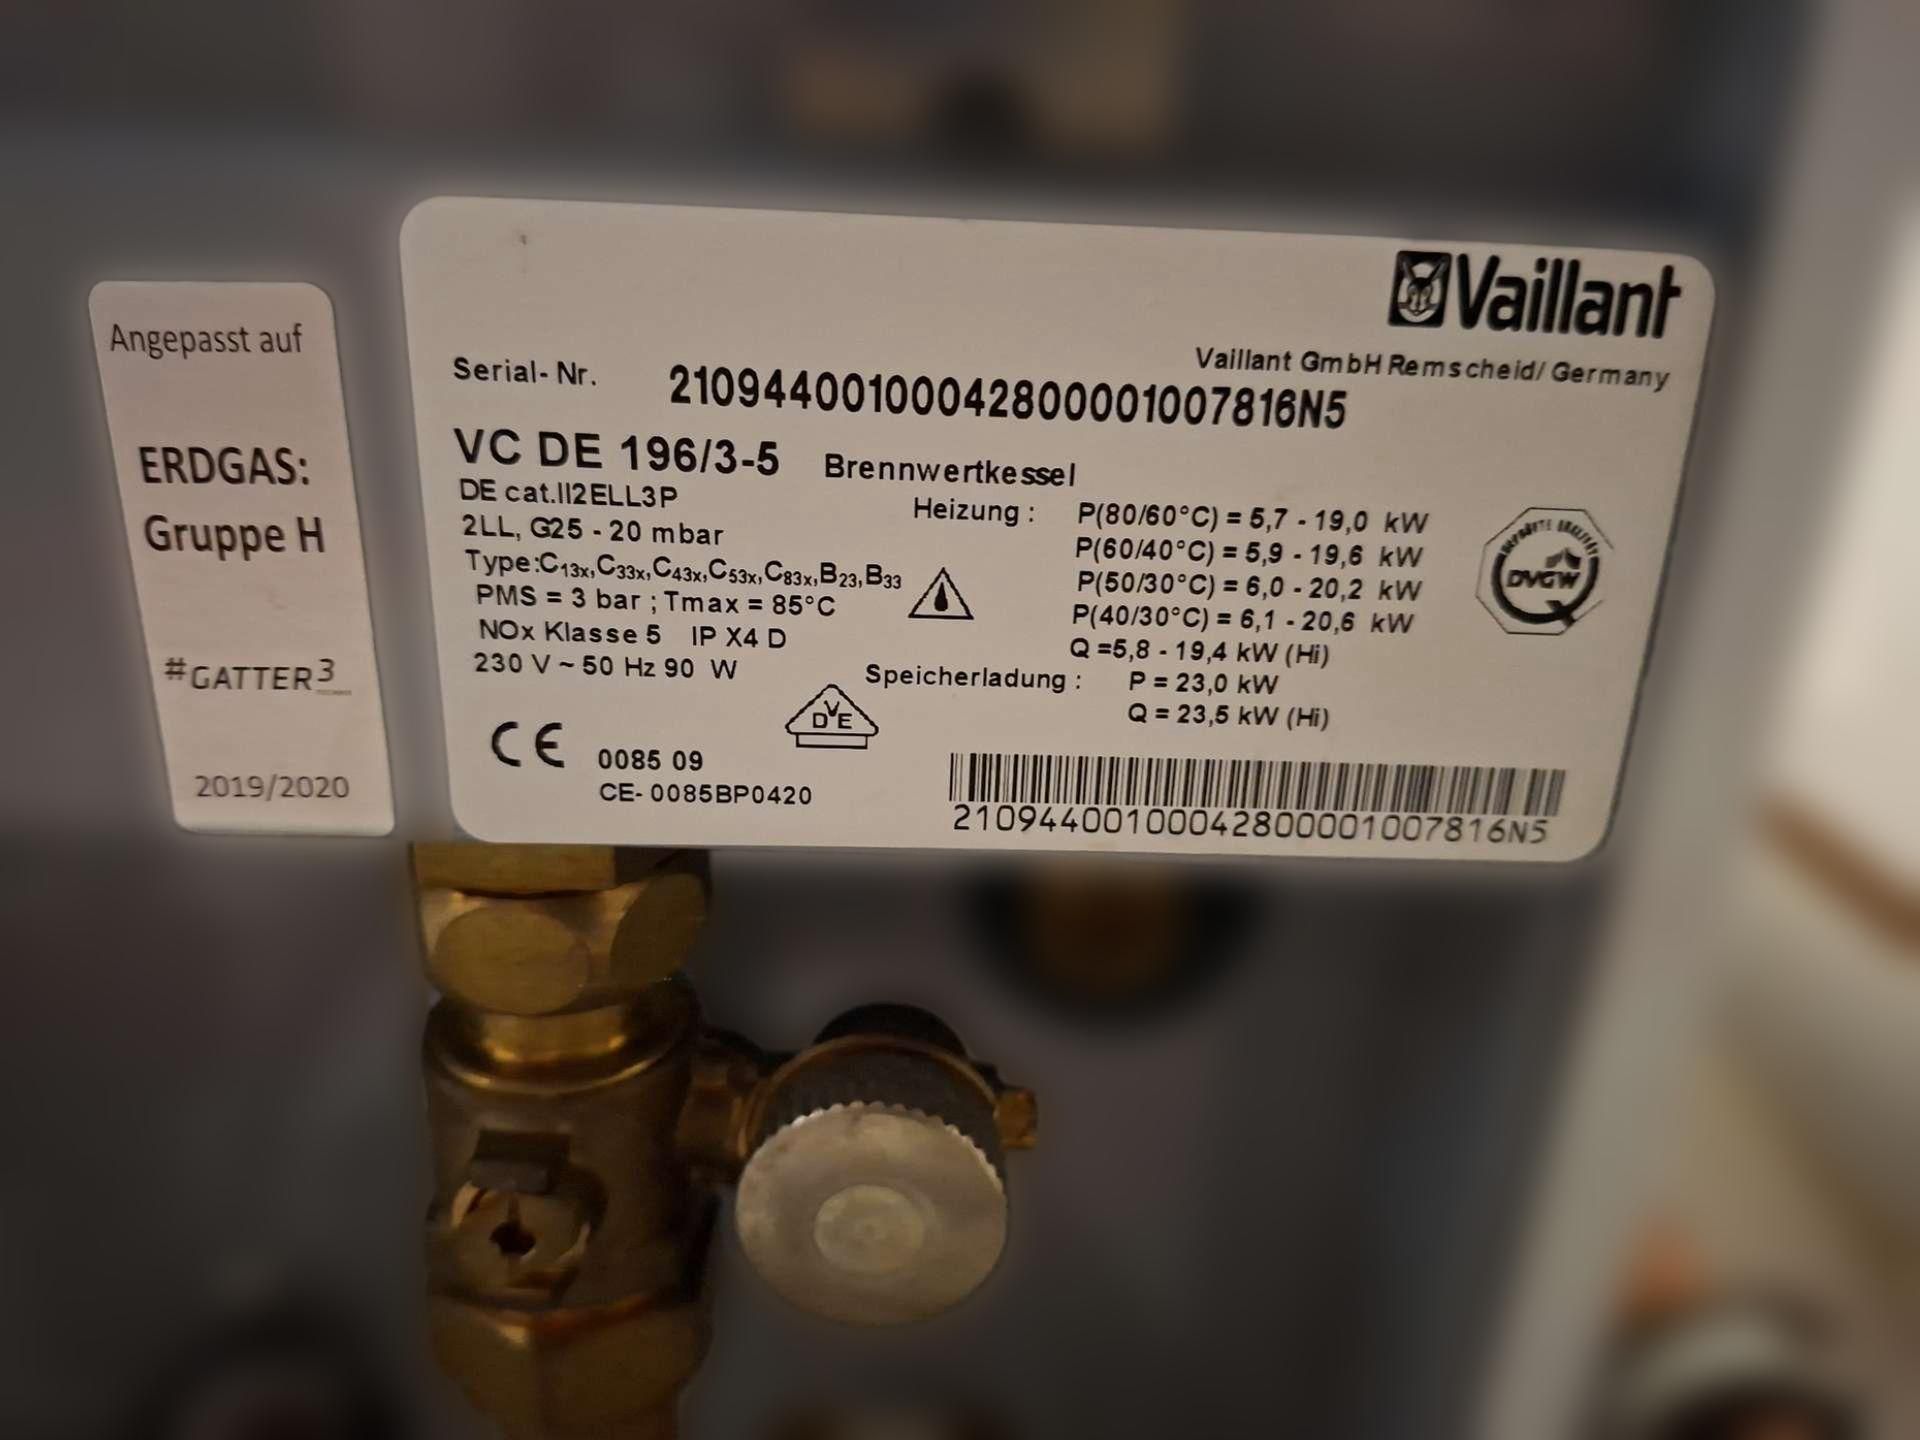 Angepasst auf
ERDGAS:
Gruppe H
#GATTER3
2019/2020
Vaillant
Vaillant GmbH Remscheid/ Germany
Serial-Nr. 21094400100042800001007816N5
VC DE 196/3-5 Brennwertkessel
DE cat.II2ELL3P
2LL, G25 - 20 mbar
Type:C13x,C33x,C43x,C53x,C83x,B23,B33
PMS = 3 bar ; Tmax = 85°C
NOx Klasse 5 IP X4 D
230 V ~ 50 Hz 90 W
Heizung : P(80/60°C) = 5,7 - 19,0 kW
P(60/40°C) = 5,9 - 19,6 kW
P(50/30°C) = 6,0 - 20,2 kW
P(40/30°C) = 6,1 - 20,6 kW
Q =5,8 - 19,4 kW (Hi)
Speicherladung : P = 23,0 kW
Q = 23,5 kW (Hi)
DVGW
DVE
CE 0085 09
CE- 0085BP0420
21094400100042800001007816N5